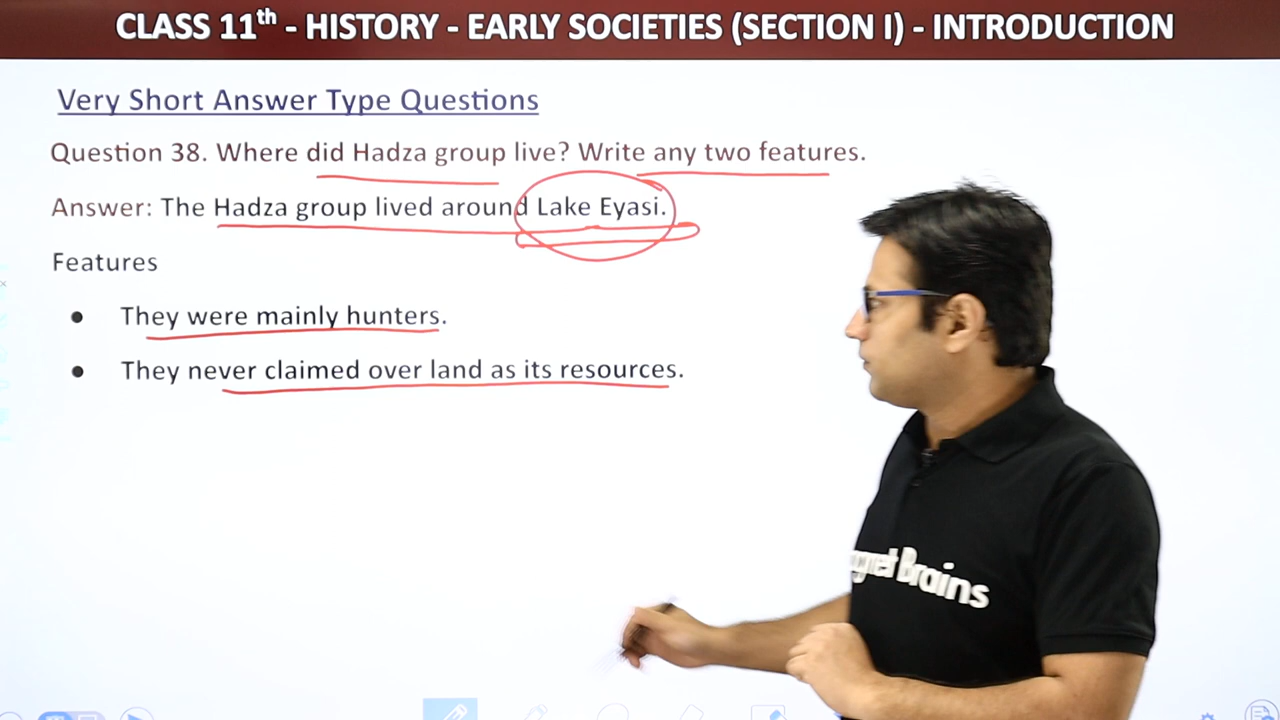 CLASS 11th - HISTORY - EARLY SOCIETIES (SECTION I) - INTRODUCTION
Very Short Answer Type Questions
Question 38. Where did Hadza group live? Write any two features.
Answer: The Hadza group lived around Lake Eyasi.
Features
• They were mainly hunters.
• They never claimed over land as its resources.
gnet Brains